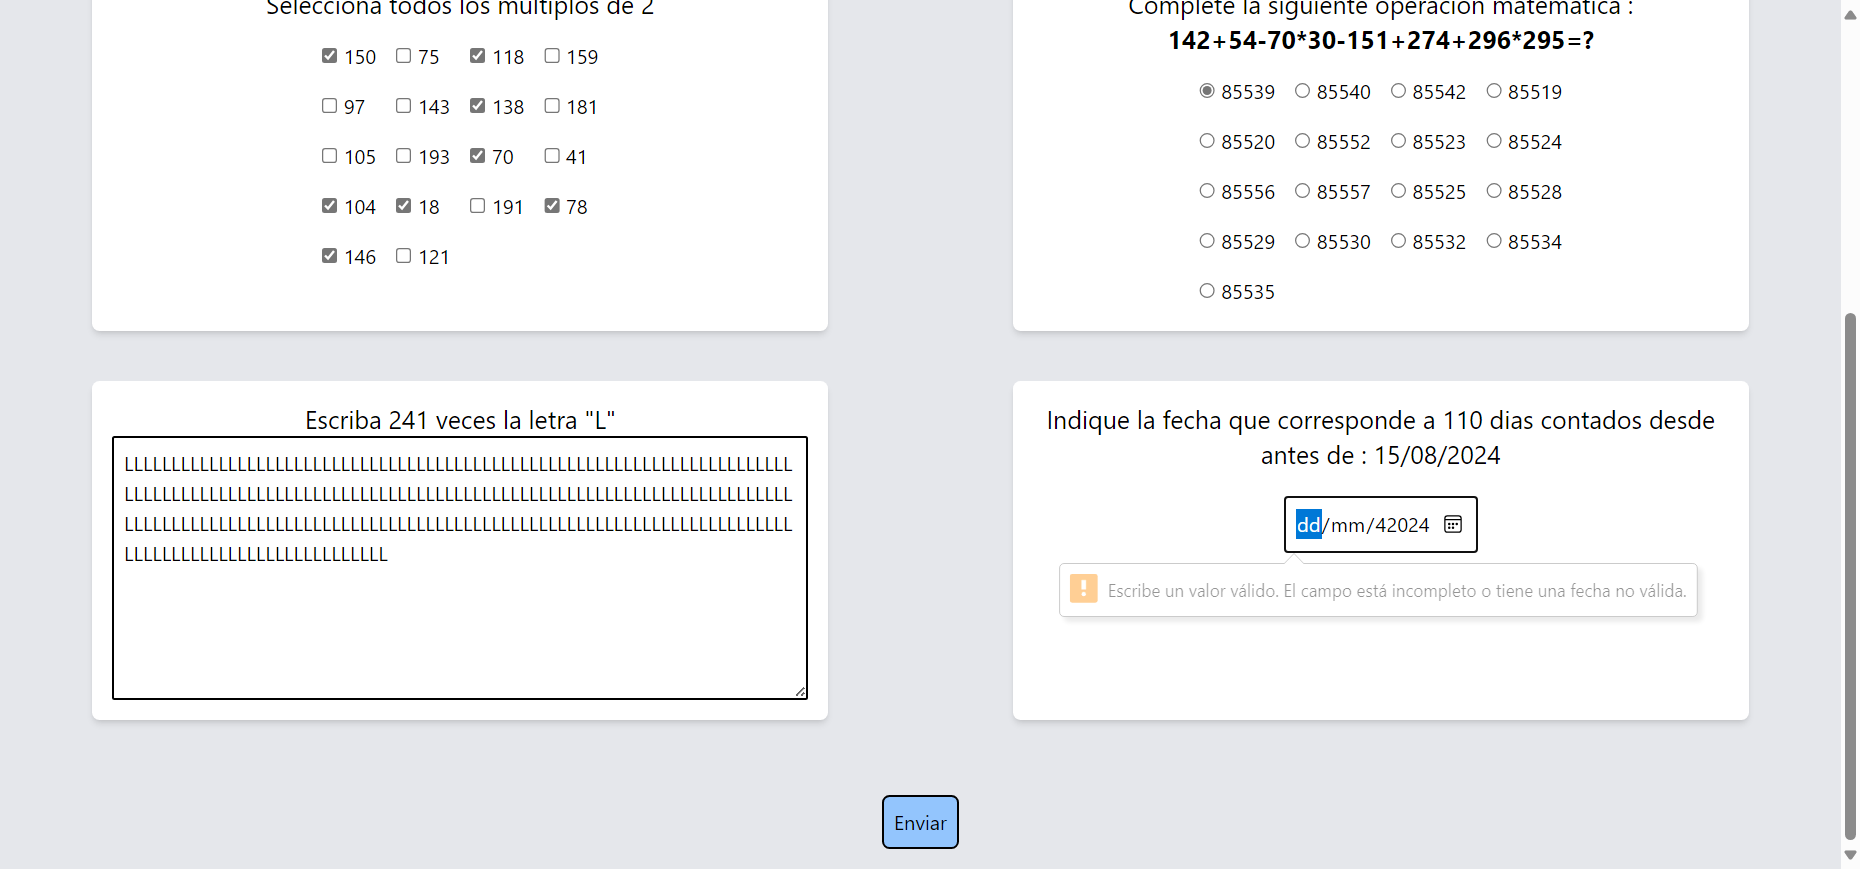 Selecciona todos los múltiplos de 2
150 75 118 159
97 143 138 181
105 193 70 41
104 18 191 78
146 121
Complete la siguiente operación matemática :
142+54-70*30-151+274+296*295=?
85539 85540 85542 85519
85520 85552 85523 85524
85556 85557 85525 85528
85529 85530 85532 85534
85535
Escriba 241 veces la letra "L"
LLLLLLLLLLLLLLLLLLLLLLLLLLLLLLLLLLLLLLLLLLLLLLLLLLLLLLLLLLLLLLLLLLLLLLL
LLLLLLLLLLLLLLLLLLLLLLLLLLLLLLLLLLLLLLLLLLLLLLLLLLLLLLLLLLLLLLLLLLLLLLL
LLLLLLLLLLLLLLLLLLLLLLLLLLLLLLLLLLLLLLLLLLLLLLLLLLLLLLLLLLLLLLLLLLLLLLL
LLLLLLLLLLLLLLLLLLLLLLLLLLLL
Indique la fecha que corresponde a 110 dias contados desde
antes de : 15/08/2024
dd/mm/42024
Escribe un valor válido. El campo está incompleto o tiene una fecha no válida.
Enviar